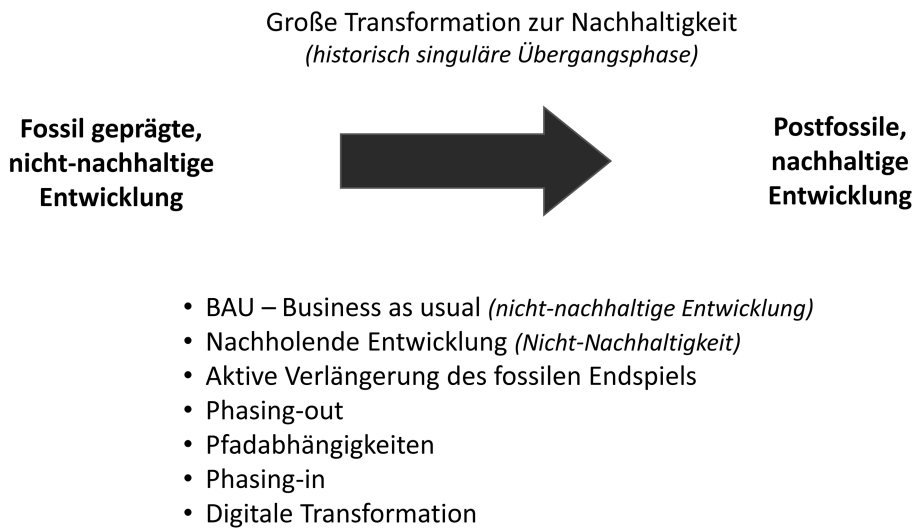 Große Transformation zur Nachhaltigkeit
(historisch singuläre Übergangsphase)
Fossil geprägte,
nicht-nachhaltige
Entwicklung
Postfossile,
nachhaltige
Entwicklung
• BAU – Business as usual (nicht-nachhaltige Entwicklung)
• Nachholende Entwicklung (Nicht-Nachhaltigkeit)
• Aktive Verlängerung des fossilen Endspiels
• Phasing-out
• Pfadabhängigkeiten
• Phasing-in
• Digitale Transformation